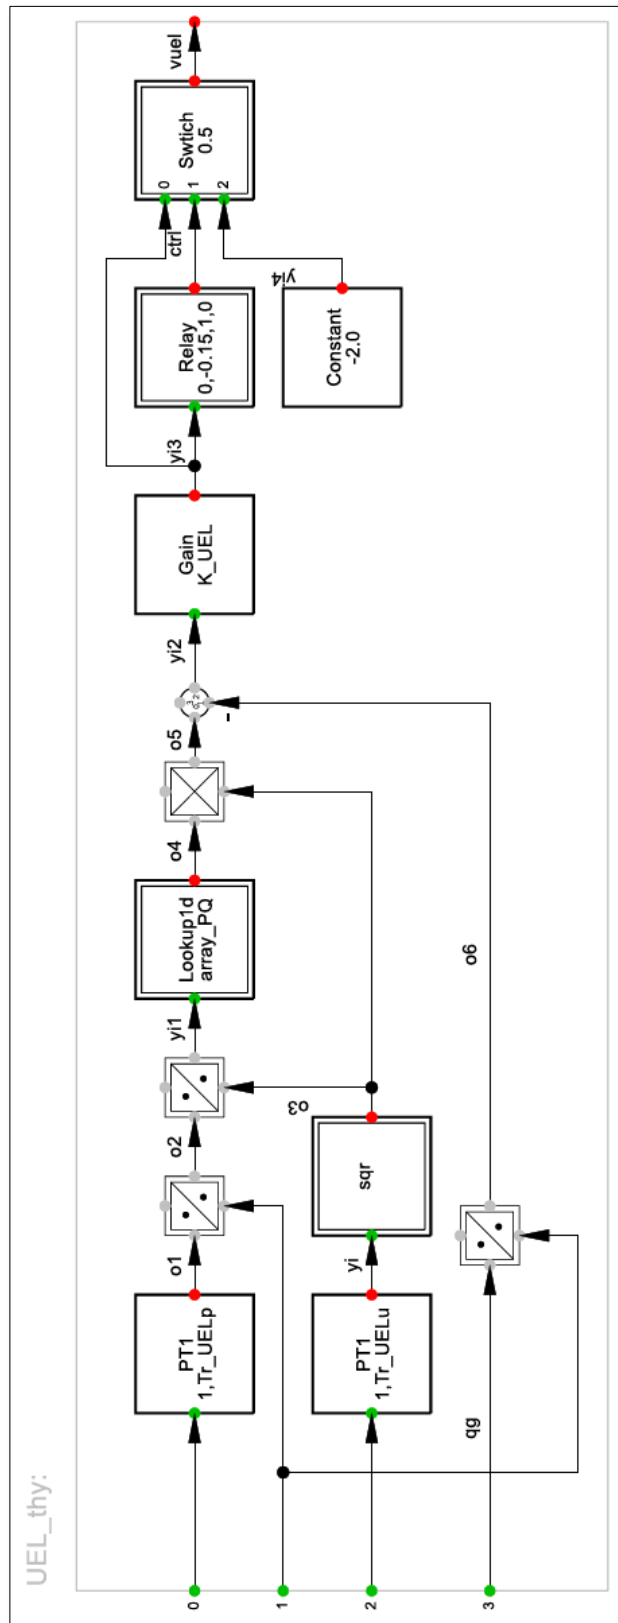 UEL_thy:
0
1
2
3
PT1
1,Tr_UELp
o1
o2
yi1
Lookup1d
array_PQ
o4
o5
yi2
Gain
K_UEL
yi3
Relay
0,-0.15,1,0
ctrl
0
1
2
Swtich
0.5
vuel
PT1
1,Tr_UELu
yi
sqr
o3
-
Constant
-2.0
yi4
qg
qo